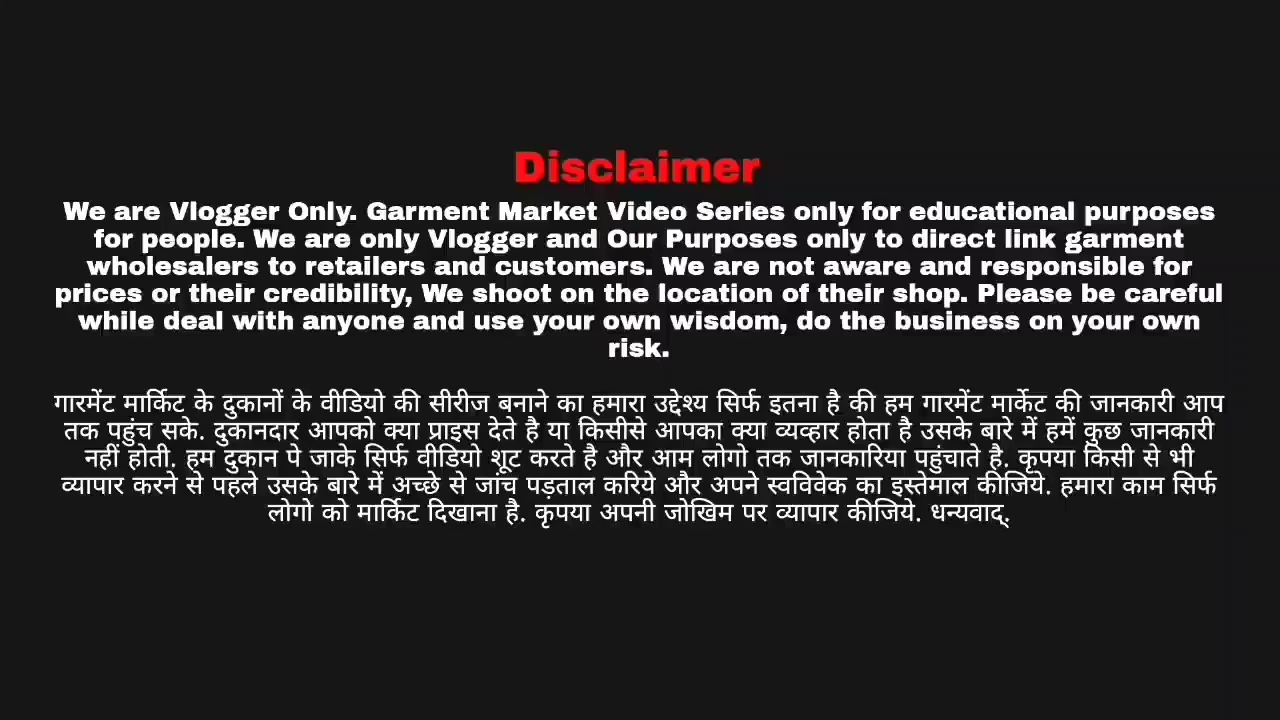 Disclaimer
We are Vlogger Only. Garment Market Video Series only for educational purposes
for people. We are only Vlogger and Our Purposes only to direct link garment
wholesalers to retailers and customers. We are not aware and responsible for
prices or their credibility, We shoot on the location of their shop. Please be careful
while deal with anyone and use your own wisdom, do the business on your own
risk.
गारमेंट मार्किट के दुकानों के वीडियो की सीरीज बनाने का हमारा उद्देश्य सिर्फ इतना है की हम गारमेंट मार्केट की जानकारी आप
तक पहुंच सके. दुकानदार आपको क्या प्राइस देते है या किसीसे आपका क्या व्यव्हार होता है उसके बारे में हमें कुछ जानकारी
नहीं होती. हम दुकान पे जाके सिर्फ वीडियो शूट करते है और आम लोगो तक जानकारिया पहुंचाते है. कृपया किसी से भी
व्यापार करने से पहले उसके बारे में अच्छे से जांच पड़ताल करिये और अपने स्वविवेक का इस्तेमाल कीजिये. हमारा काम सिर्फ
लोगो को मार्किट दिखाना है. कृपया अपनी जोखिम पर व्यापार कीजिये. धन्यवाद्.